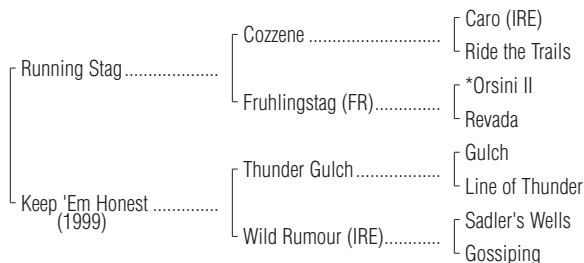 Caro (IRE)
Cozzene ............................
Ride the Trails
Running Stag ....................
*Orsini II
Fruhlingstag (FR)..............
Revada
Gulch
Thunder Gulch.................
Line of Thunder
Keep 'Em Honest ..............
(1999)
Sadler's Wells
Wild Rumour (IRE)............
Gossiping